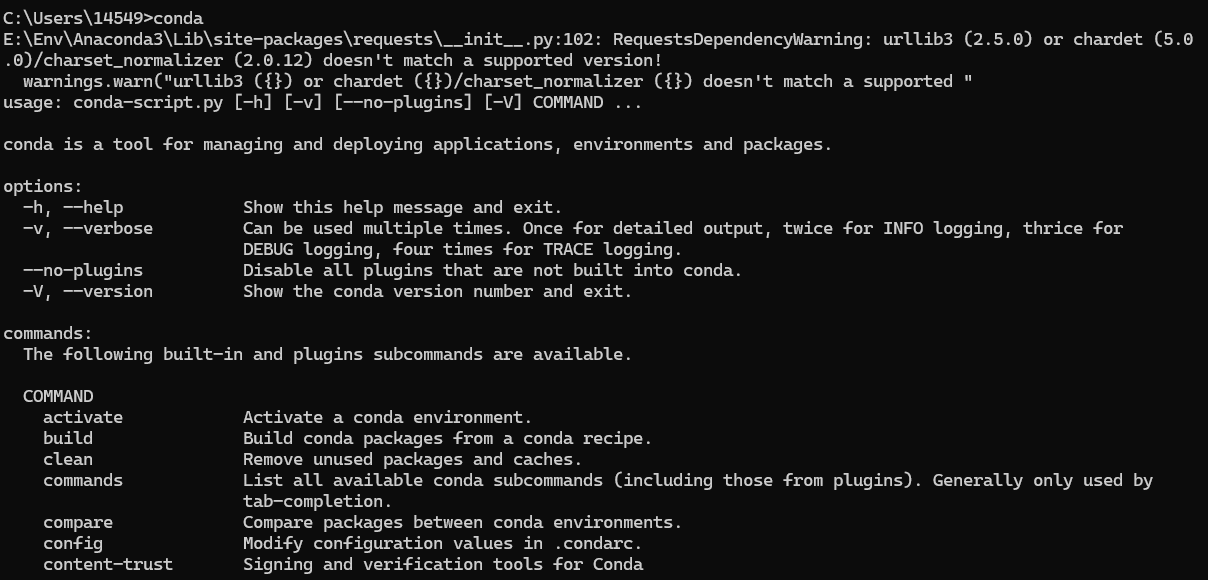 C:\Users\14549>conda
E:\Env\Anaconda3\Lib\site-packages\requests\__init__.py:102: RequestsDependencyWarning: urllib3 (2.5.0) or chardet (5.0
.0)/charset_normalizer (2.0.12) doesn't match a supported version!
  warnings.warn("urllib3 ({}) or chardet ({})/charset_normalizer ({}) doesn't match a supported "
usage: conda-script.py [-h] [-v] [--no-plugins] [-V] COMMAND ...

conda is a tool for managing and deploying applications, environments and packages.

options:
  -h, --help            Show this help message and exit.
  -v, --verbose         Can be used multiple times. Once for detailed output, twice for INFO logging, thrice for
                        DEBUG logging, four times for TRACE logging.
  --no-plugins          Disable all plugins that are not built into conda.
  -V, --version         Show the conda version number and exit.

commands:
  The following built-in and plugins subcommands are available.

  COMMAND
    activate            Activate a conda environment.
    build               Build conda packages from a conda recipe.
    clean               Remove unused packages and caches.
    commands            List all available conda subcommands (including those from plugins). Generally only used by
                        tab-completion.
    compare             Compare packages between conda environments.
    config              Modify configuration values in .condarc.
    content-trust       Signing and verification tools for Conda